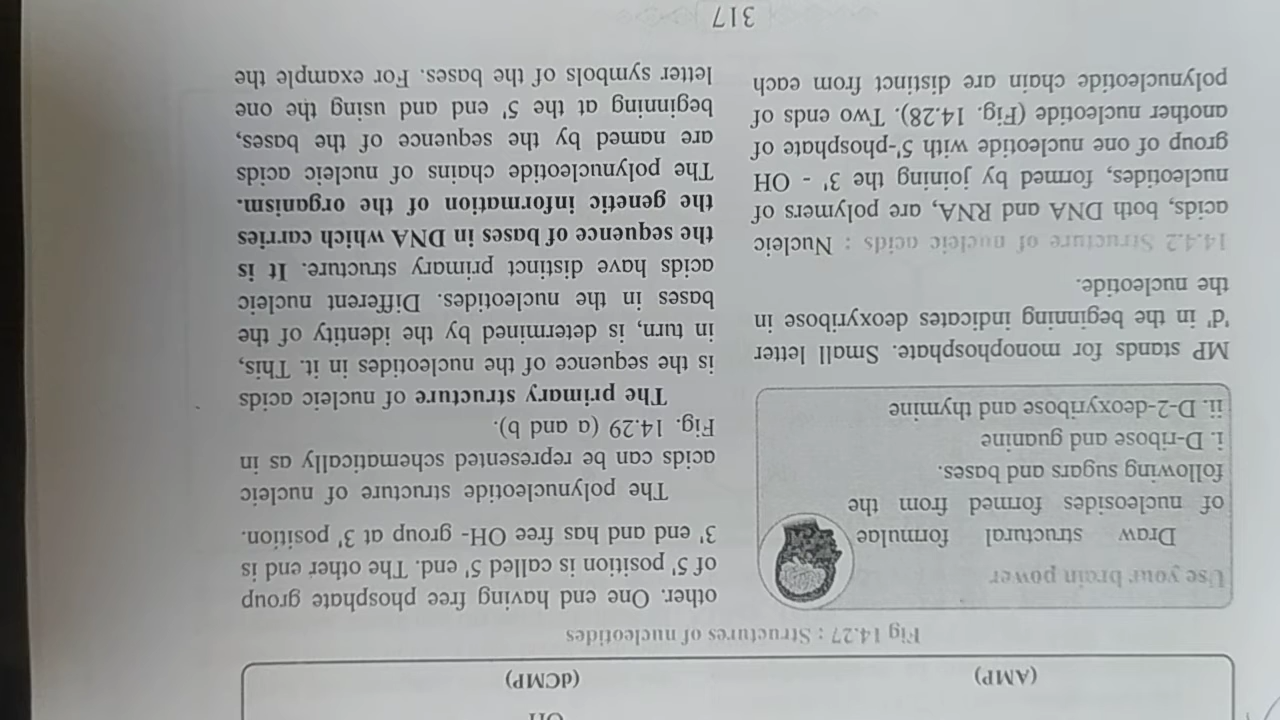 OH
(AMP)
(dCMP)
Fig 14.27 : Structures of nucleotides
Use your brain power
Draw structural formulae
of nucleosides formed from the
following sugars and bases.
i. D-ribose and guanine
ii. D-2-deoxyribose and thymine
MP stands for monophosphate. Small letter
'd' in the beginning indicates deoxyribose in
the nucleotide.
14.4.2 Structure of nucleic acids : Nucleic
acids, both DNA and RNA, are polymers of
nucleotides, formed by joining the 3' - OH
group of one nucleotide with 5'-phosphate of
another nucleotide (Fig. 14.28). Two ends of
polynucleotide chain are distinct from each
other. One end having free phosphate group
of 5' position is called 5' end. The other end is
3' end and has free OH- group at 3' position.
The polynucleotide structure of nucleic
acids can be represented schematically as in
Fig. 14.29 (a and b).
The primary structure of nucleic acids
is the sequence of the nucleotides in it. This,
in turn, is determined by the identity of the
bases in the nucleotides. Different nucleic
acids have distinct primary structure. It is
the sequence of bases in DNA which carries
the genetic information of the organism.
The polynucleotide chains of nucleic acids
are named by the sequence of the bases,
beginning at the 5' end and using the one
letter symbols of the bases. For example the
317